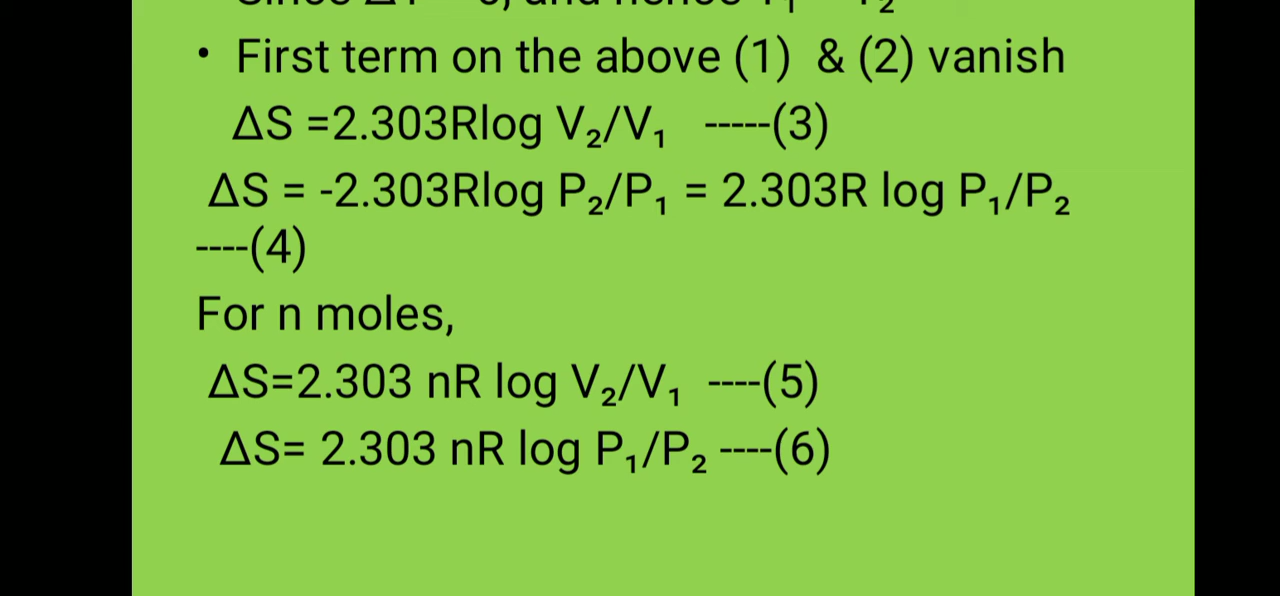 • First term on the above (1) & (2) vanish
ΔS =2.303Rlog V₂/V₁ -----(3)
ΔS = -2.303Rlog P₂/P₁ = 2.303R log P₁/P₂
----(4)
For n moles,
ΔS=2.303 nR log V₂/V₁ ----(5)
ΔS= 2.303 nR log P₁/P₂ ----(6)